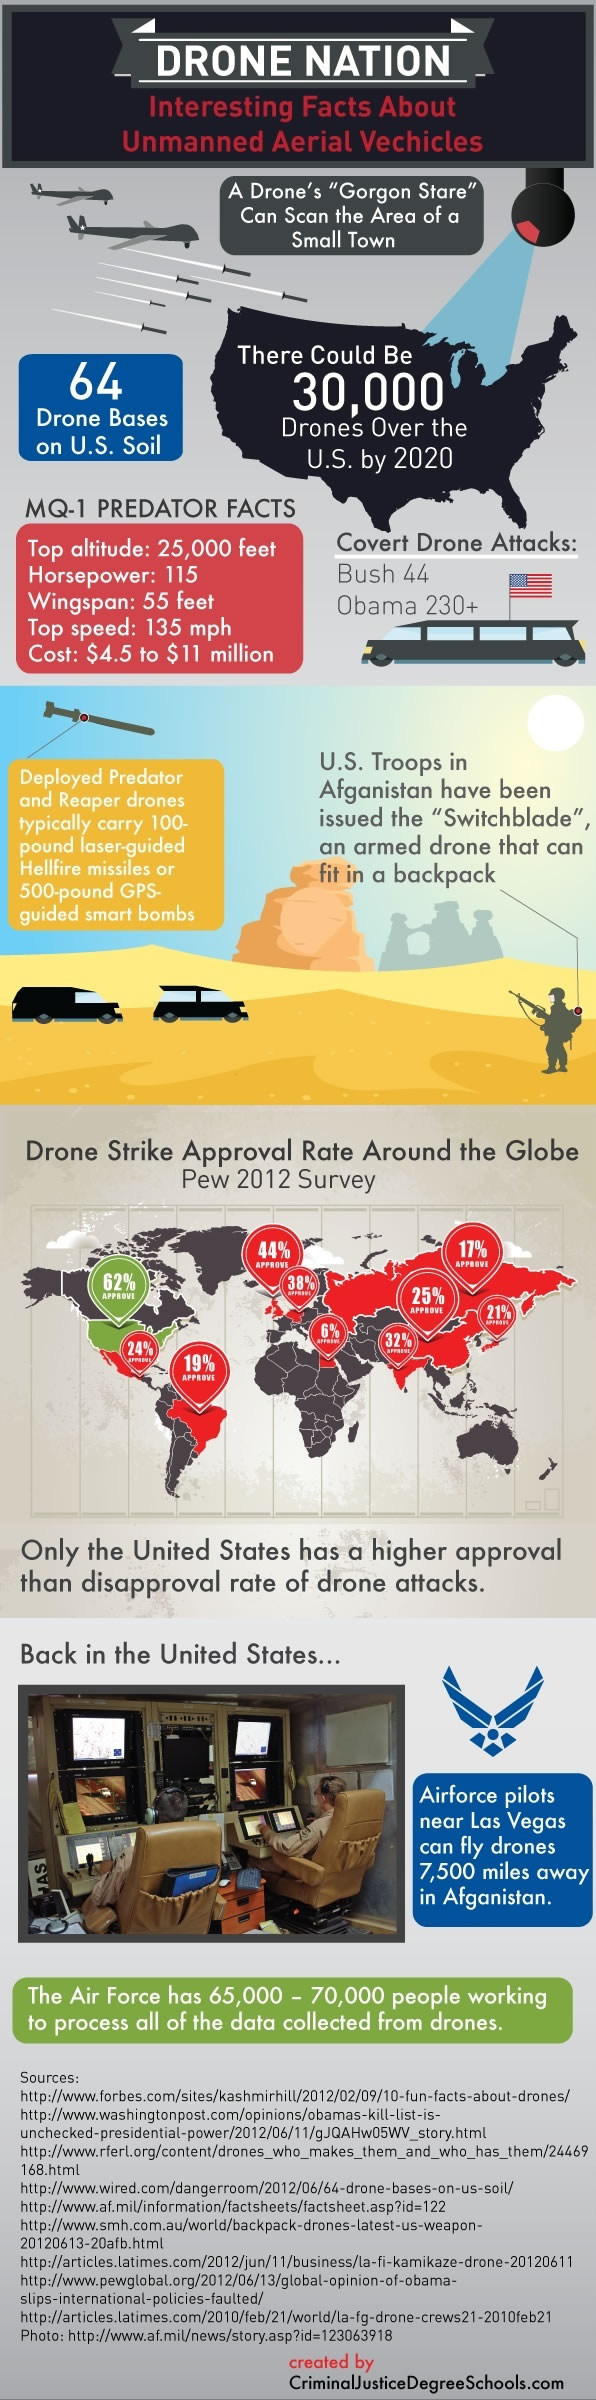 DRONE NATION
Interesting Facts About
Unmanned Aerial Vechicles
A Drone's "Gorgon Stare"
Can Scan the Area of a
Small Town
There Could Be
30,000
Drones Over the
U.S. by 2020
64
Drone Bases
on U.S. Soil
MQ-1 PREDATOR FACTS
Top altitude: 25,000 feet
Horsepower: 115
Wingspan: 55 feet
Top speed: 135 mph
Cost: $4.5 to $11 million
Covert Drone Attacks:
Bush 44
Obama 230+
Deployed Predator
and Reaper drones
typically carry 100-
pound laser-guided
Hellfire missiles or
500-pound GPS-
guided smart bombs
U.S. Troops in
Afganistan have been
issued the "Switchblade",
an armed drone that can
fit in a backpack
Drone Strike Approval Rate Around the Globe
Pew 2012 Survey
62%
APPROVE
24%
APPROVE
19%
APPROVE
44%
APPROVE
38%
APPROVE
6%
APPROVE
32%
APPROVE
25%
APPROVE
17%
APPROVE
21%
APPROVE
Only the United States has a higher approval
than disapproval rate of drone attacks.
Back in the United States...
Airforce pilots
near Las Vegas
can fly drones
7,500 miles away
in Afganistan.
The Air Force has 65,000 – 70,000 people working
to process all of the data collected from drones.
Sources:
http://www.forbes.com/sites/kashmirhill/2012/02/09/10-fun-facts-about-drones/
http://www.washingtonpost.com/opinions/obamas-kill-list-is-
unchecked-presidential-power/2012/06/11/gJQAHw05WV_story.html
http://www.rferl.org/content/drones_who_makes_them_and_who_has_them/24469
168.html
http://www.wired.com/dangerroom/2012/06/64-drone-bases-on-us-soil/
http://www.af.mil/information/factsheets/factsheet.asp?id=122
http://www.smh.com.au/world/backpack-drones-latest-us-weapon-
20120613-20afb.html
http://articles.latimes.com/2012/jun/11/business/la-fi-kamikaze-drone-20120611
http://www.pewglobal.org/2012/06/13/global-opinion-of-obama-
slips-international-policies-faulted/
http://articles.latimes.com/2010/feb/21/world/la-fg-drone-crews21-2010feb21
Photo: http://www.af.mil/news/story.asp?id=123063918
created by
CriminalJusticeDegreeSchools.com